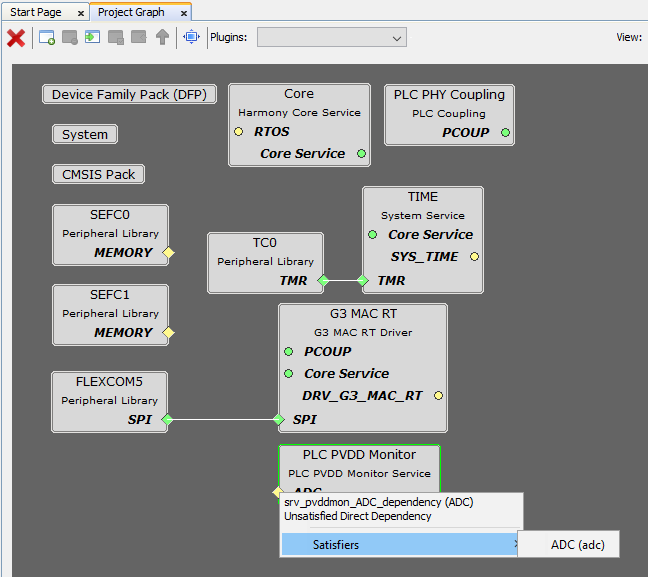 Start Page
Project Graph
Plugins:
View:
Device Family Pack (DFP)
System
CMSIS Pack
Core
Harmony Core Service
RTOS
Core Service
PLC PHY Coupling
PLC Coupling
PCOUP
SEFC0
Peripheral Library
MEMORY
TC0
Peripheral Library
TMR
TIME
System Service
Core Service
SYS_TIME
TMR
SEFC1
Peripheral Library
MEMORY
G3 MAC RT
G3 MAC RT Driver
PCOUP
Core Service
DRV_G3_MAC_RT
SPI
FLEXCOM5
Peripheral Library
SPI
PLC PVDD Monitor
PLC PVDD Monitor Service
ADC
srv_pvddmon_ADC_dependency (ADC)
Unsatisfied Direct Dependency
Satisfiers
ADC (adc)